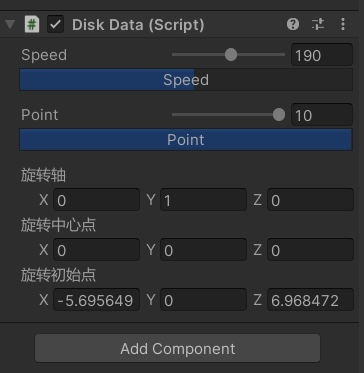 Disk Data (Script)
Speed 190
Speed
Point 10
Point
旋转轴
X 0 Y 1 Z 0
旋转中心点
X 0 Y 0 Z 0
旋转初始点
X -5.695649 Y 0 Z 6.968472
Add Component